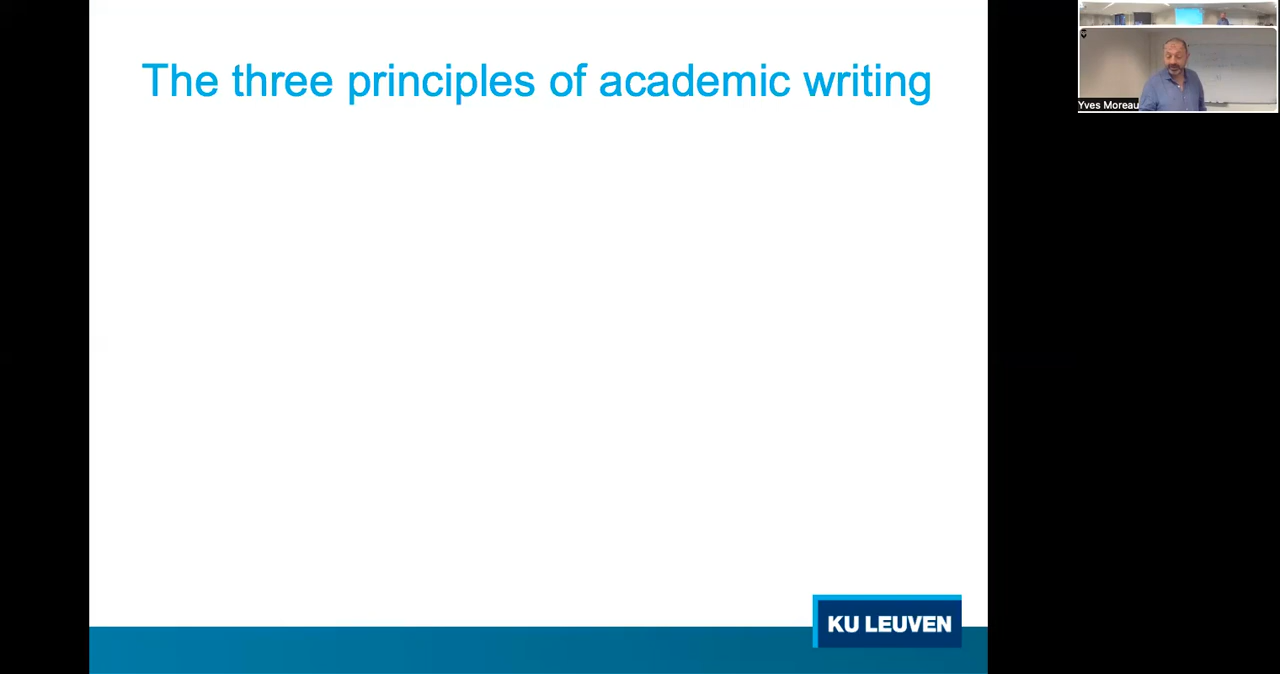 The three principles of academic writing
Yves Moreau
KU LEUVEN